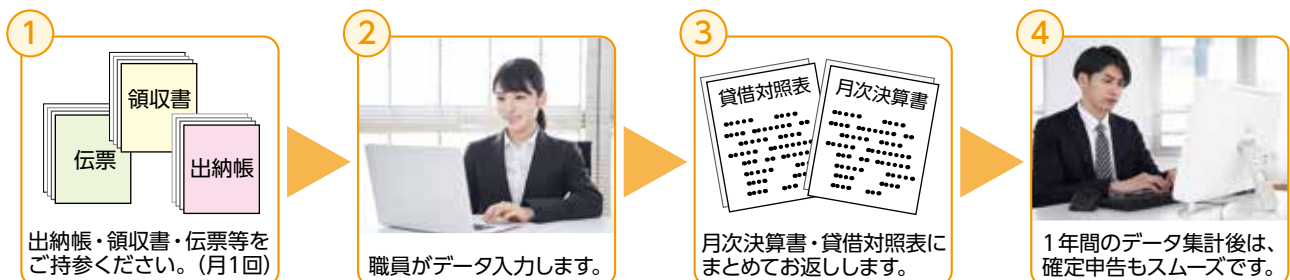 1
領収書
伝票
出納帳
出納帳・領収書・伝票等を
ご持参ください。(月1回)
2
職員がデータ入力します。
3
貸借対照表
月次決算書
月次決算書・貸借対照表に
まとめてお返しします。
4
1年間のデータ集計後は、
確定申告もスムーズです。